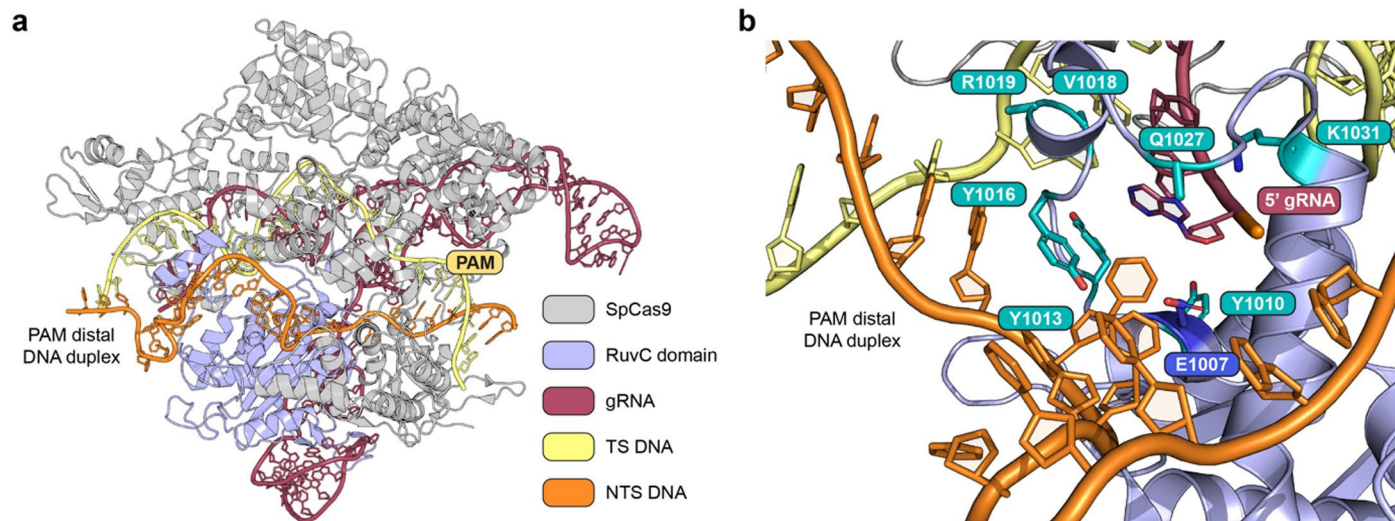 a
PAM
PAM distal
DNA duplex
SpCas9
RuvC domain
gRNA
TS DNA
NTS DNA
b
R1019
V1018
Q1027
K1031
Y1016
5' gRNA
Y1013
Y1010
E1007
PAM distal
DNA duplex